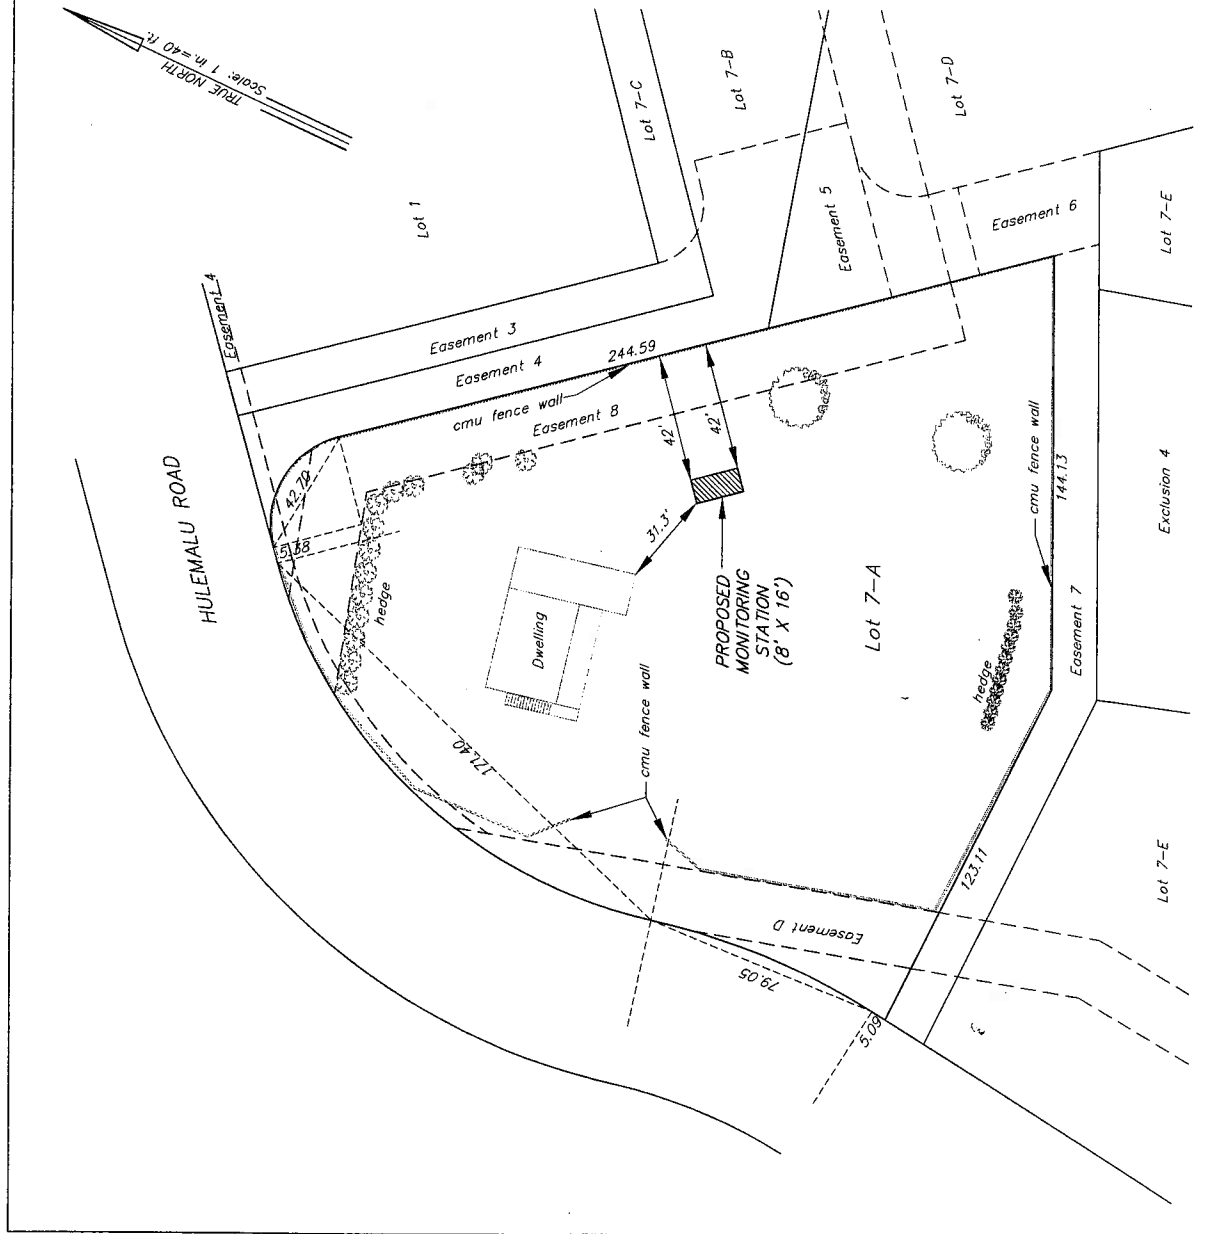 TRUE NORTH
Scale: 1 in.=40 ft.
Lot 1
Lot 7-C
Lot 7-B
Lot 7-D
Easement 4
Easement 3
Easement 4
244.59
cmu fence wall
Easement 8
Easement 5
Easement 6
Lot 7-E
HULEMALU ROAD
42.70
5.38
hedge
42'
42'
31.3'
Dwelling
PROPOSED
MONITORING
STATION
(8' X 16')
Lot 7-A
cmu fence wall
144.13
Exclusion 4
Easement 7
hedge
cmu fence wall
171.40
123.11
Lot 7-E
Easement D
79.05
5.09